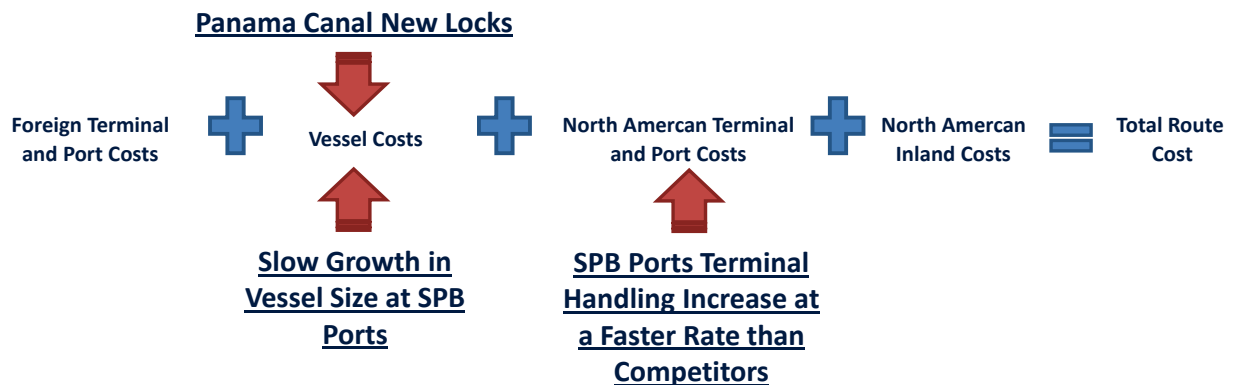 Panama Canal New Locks
Foreign Terminal
and Port Costs
Vessel Costs
North Amercan Terminal
and Port Costs
North Amercan
Inland Costs
Total Route
Cost
Slow Growth in
Vessel Size at SPB
Ports
SPB Ports Terminal
Handling Increase at
a Faster Rate than
Competitors